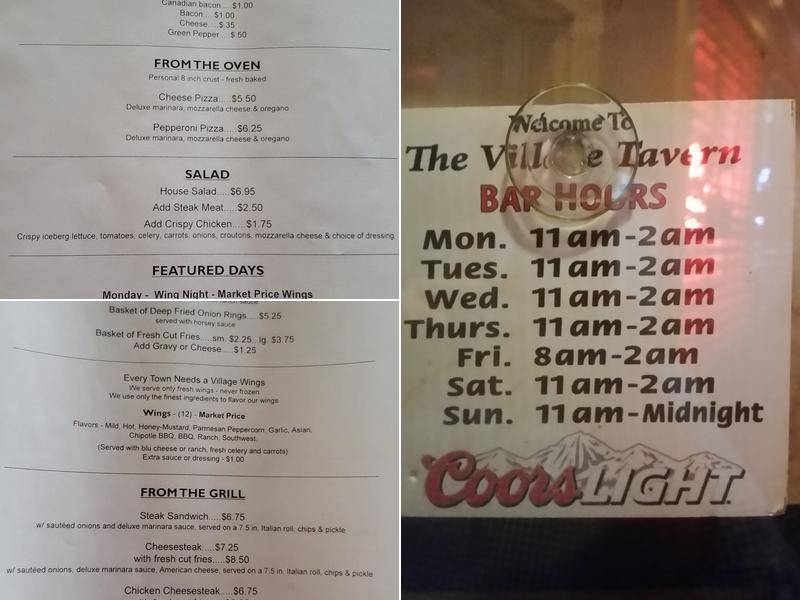 Canadian bacon.....$1.00
Bacon.....$1.00
Cheese.....$.35
Green Pepper.....$.50
FROM THE OVEN
Personal 8 inch crust - fresh baked
Cheese Pizza.....$5.50
Deluxe marinara, mozzarella cheese & oregano
Pepperoni Pizza.....$6.25
Deluxe marinara, mozzarella cheese & oregano
SALAD
House Salad.....$6.95
Add Steak Meat.....$2.50
Add Crispy Chicken.....$1.75
Crispy iceberg lettuce, tomatoes, celery, carrots, onions, croutons, mozzarella cheese & choice of dressing
FEATURED DAYS
Monday - Wing Night - Market Price Wings
ranch sauce
Basket of Deep Fried Onion Rings.....$5.25
served with horsey sauce
Basket of Fresh Cut Fries.....sm. $2.25...lg. $3.75
Add Gravy or Cheese.....$1.25
Every Town Needs a Village Wings
We serve only fresh wings - never frozen
We use only the finest ingredients to flavor our wings
Wings - (12) - Market Price
Flavors - Mild, Hot, Honey-Mustard, Parmesan Peppercorn, Garlic, Asian,
Chipotle BBQ, BBQ, Ranch, Southwest.
(Served with blu cheese or ranch, fresh celery and carrots)
Extra sauce or dressing - $1.00
FROM THE GRILL
Steak Sandwich.....$6.75
w/ sautéed onions and deluxe marinara sauce, served on a 7.5 in. Italian roll, chips & pickle
Cheesesteak.....$7.25
with fresh cut fries.....$8.50
w/ sautéed onions, deluxe marinara sauce, American cheese, served on a 7.5 in. Italian roll, chips & pickle
Chicken Cheesesteak.....$6.75
Welcome To
The Village Tavern
BAR HOURS
Mon. 11am-2am
Tues. 11am-2am
Wed. 11am-2am
Thurs. 11am-2am
Fri. 8am-2am
Sat. 11am-2am
Sun. 11am-Midnight
Coors LIGHT